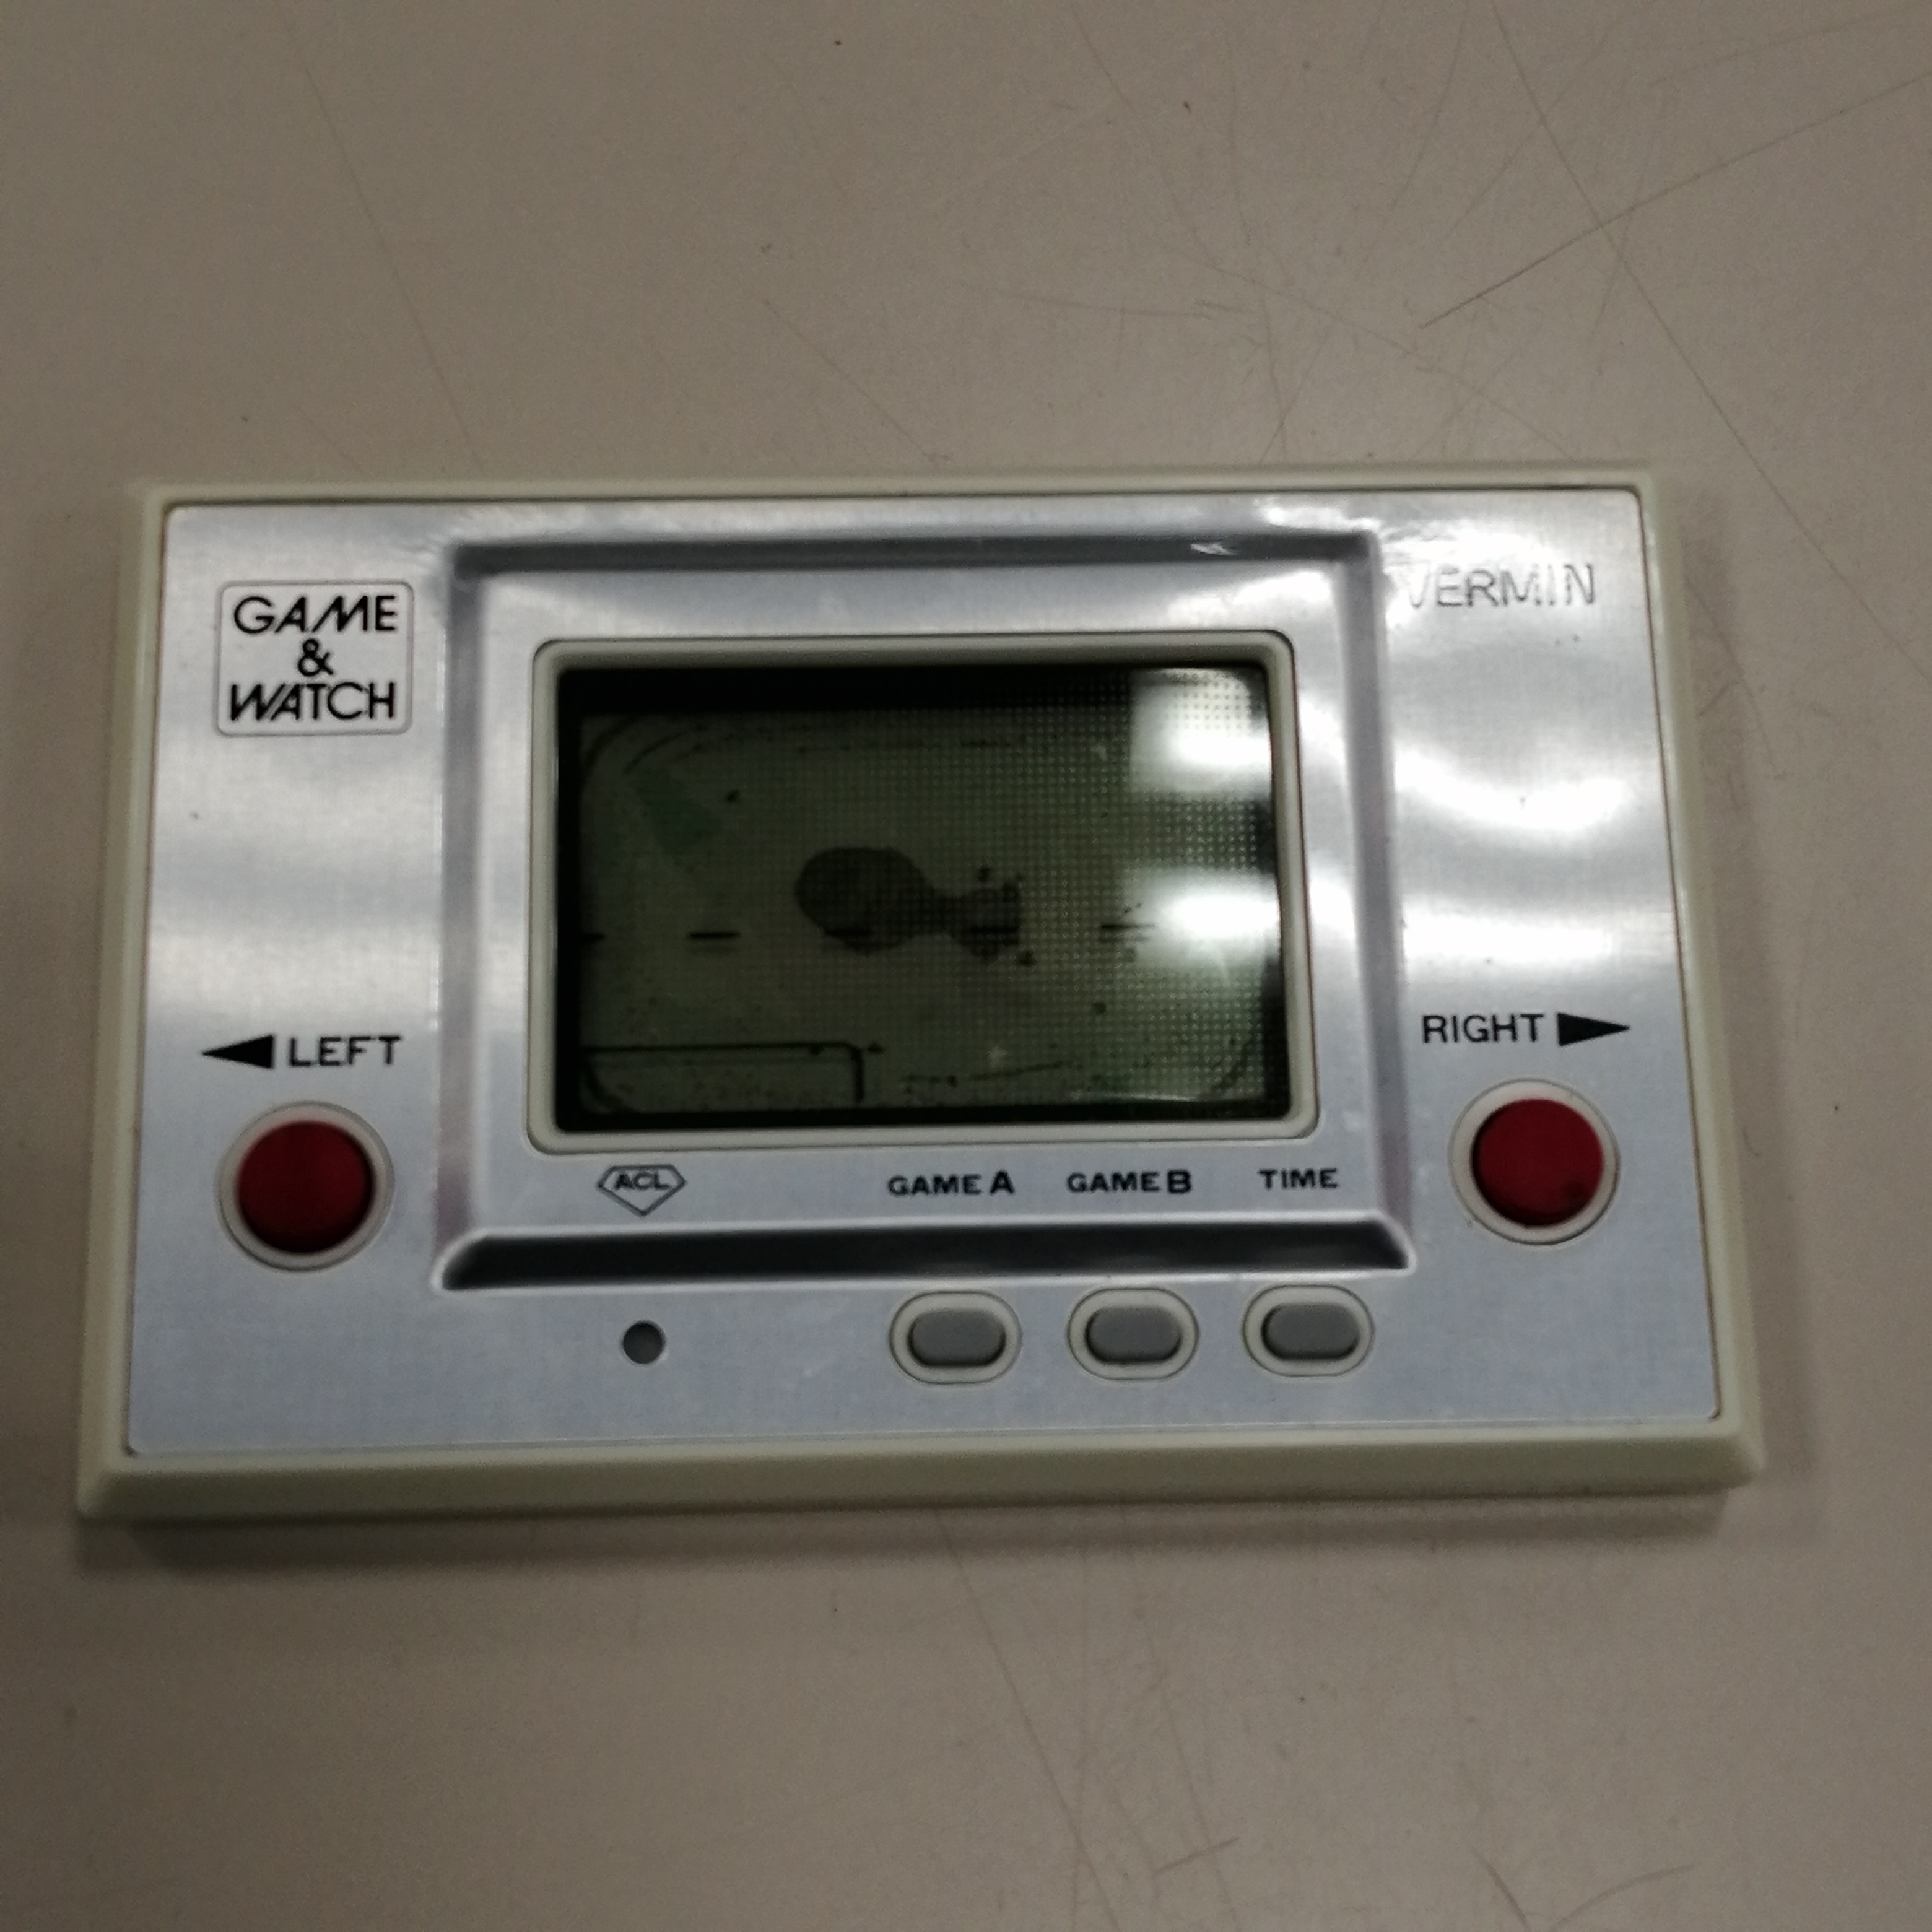 GAME
&
WATCH
VERMIN
LEFT
RIGHT
ACL
GAME A
GAME B
TIME